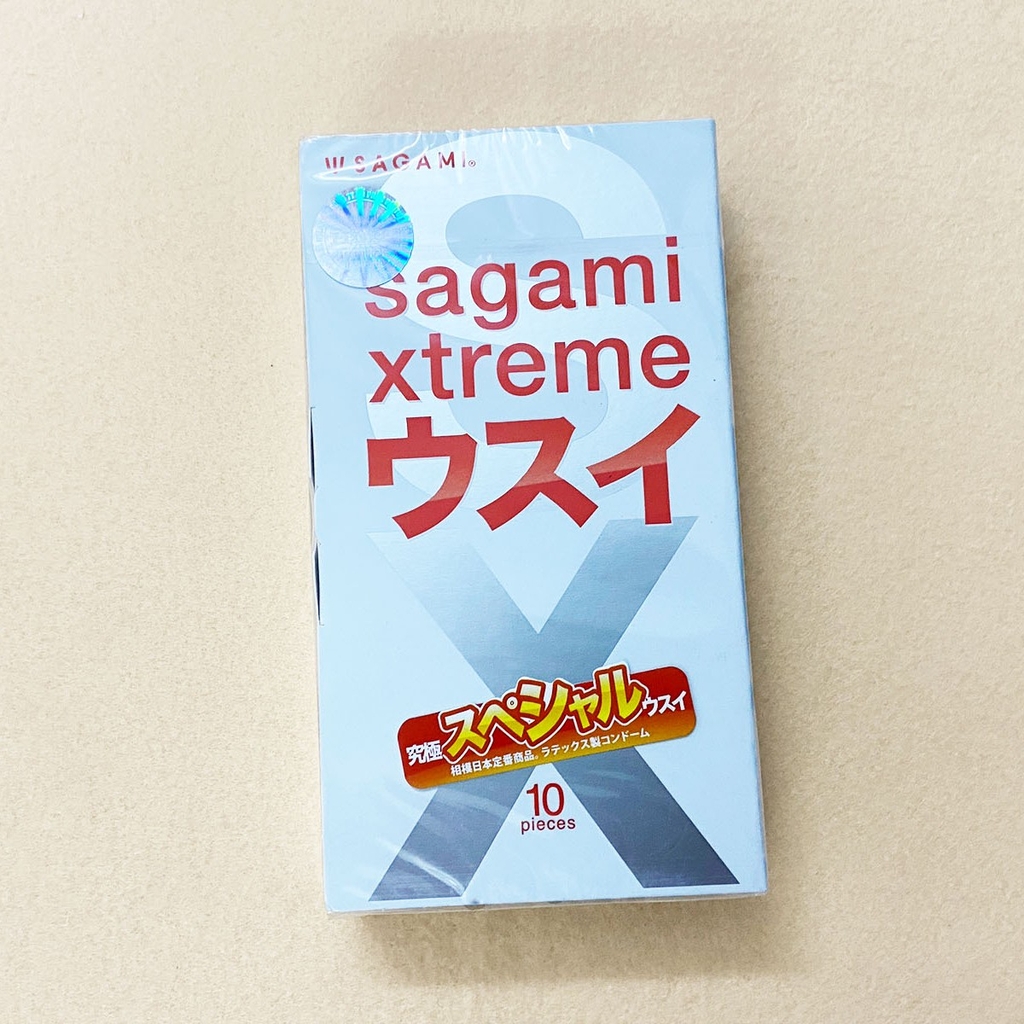 SAGAMI®
sagami
xtreme
ウスイ
究極スペシャルウスイ
相模日本定番商品。ラテックス製コンドーム
10
pieces